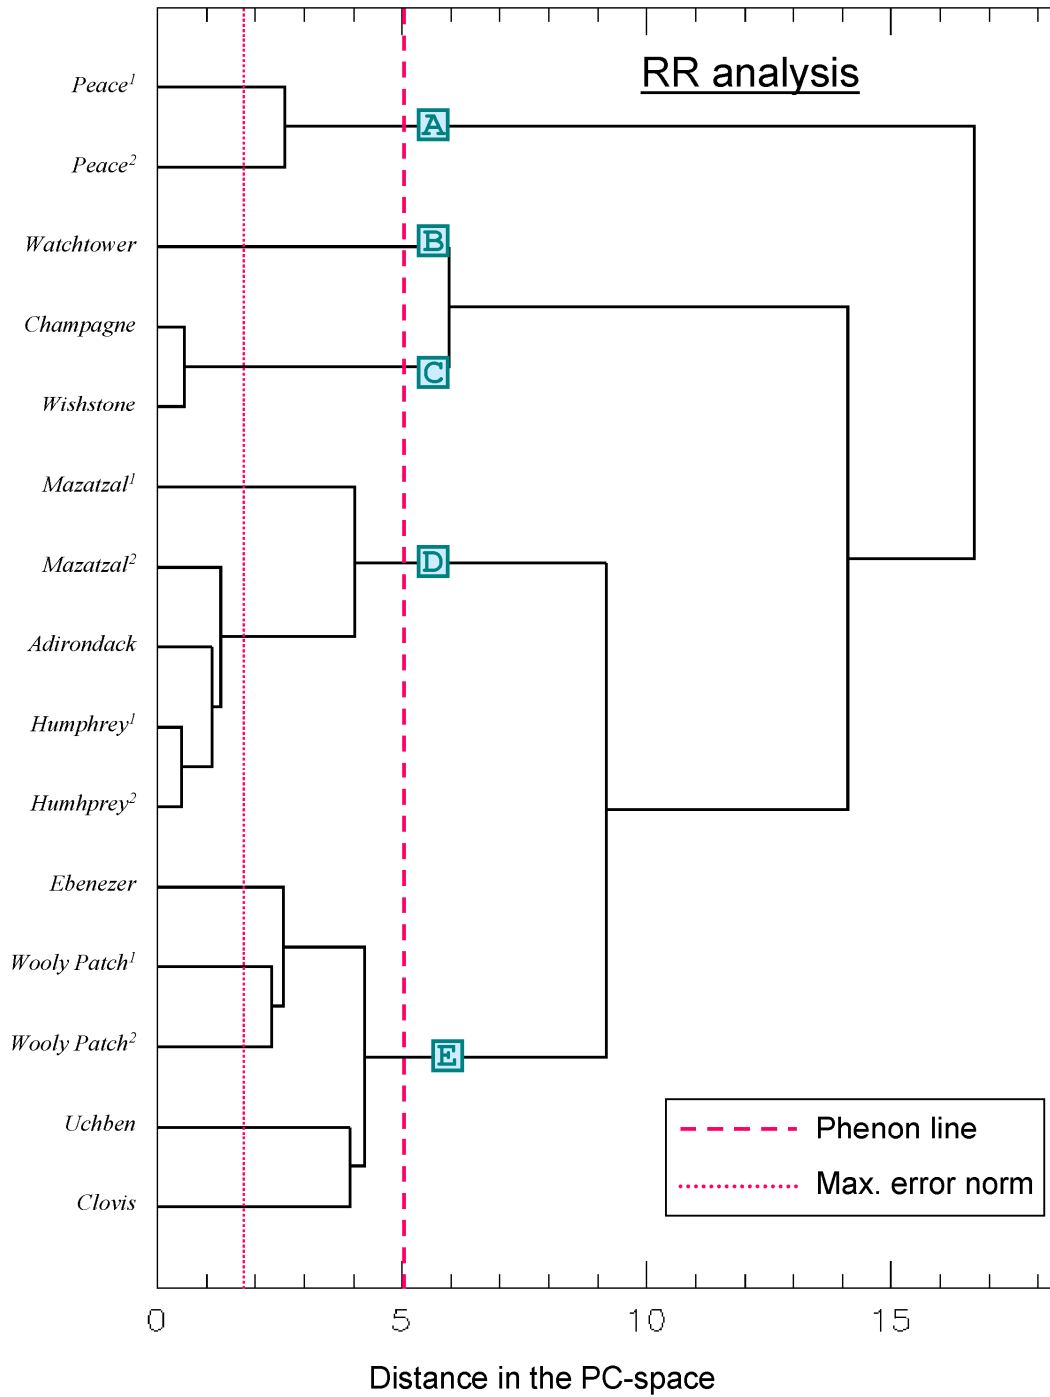 RR analysis
Peace1
A
Peace2
Watchtower
B
Champagne
C
Wishstone
Mazatzal1
D
Mazatzal2
Adirondack
Humphrey1
Humhprey2
Ebenezer
Wooly Patch1
Wooly Patch2
E
Uchben
Phenon line
Max. error norm
Clovis
0 5 10 15
Distance in the PC-space